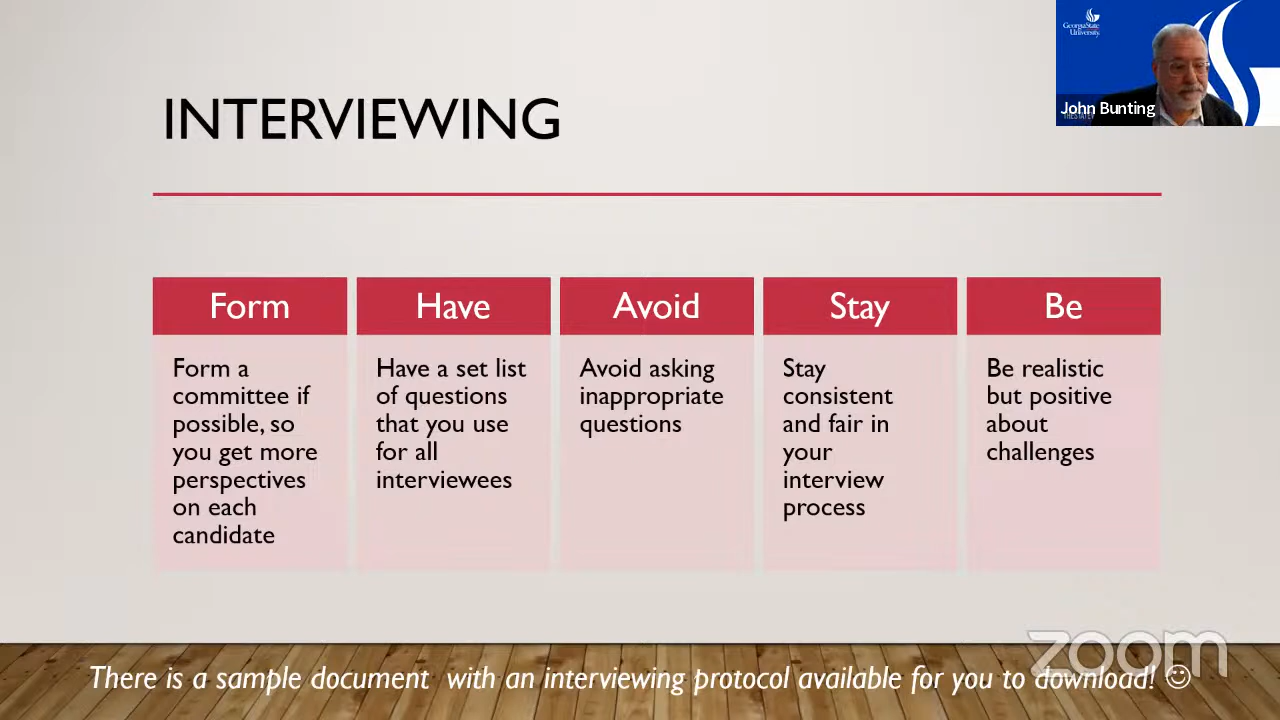 INTERVIEWING
GeorgiaState
University
John Bunting
Form
Form a
committee if
possible, so
you get more
perspectives
on each
candidate
Have
Have a set list
of questions
that you use
for all
interviewees
Avoid
Avoid asking
inappropriate
questions
Stay
Stay
consistent
and fair in
your
interview
process
Be
Be realistic
but positive
about
challenges
zoom
There is a sample document with an interviewing protocol available for you to download! ☺